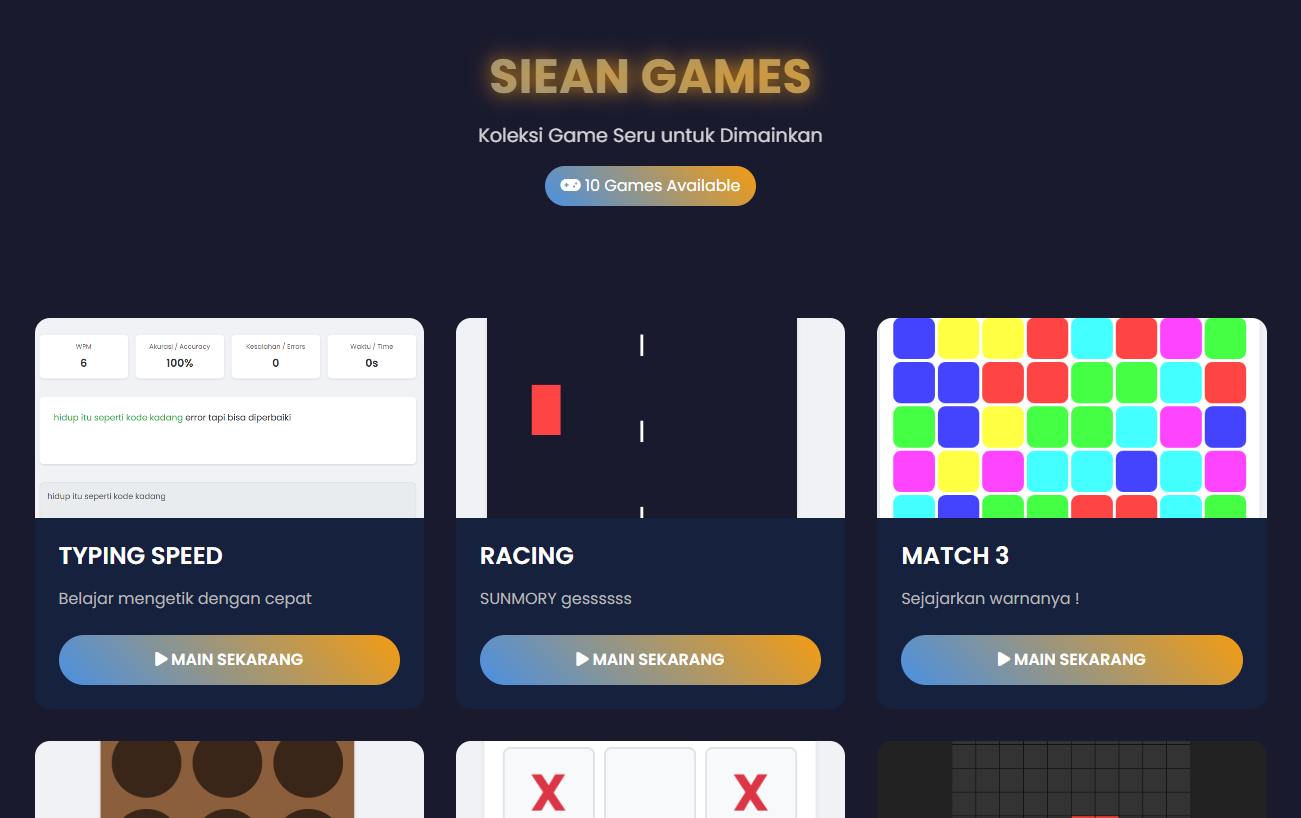 SIEAN GAMES
Koleksi Game Seru untuk Dimainkan
10 Games Available
WPM
6
Akurasi / Accuracy
100%
Kesalahan / Errors
0
Waktu / Time
0s
hidup itu seperti kode kadang error tapi bisa diperbaiki
hidup itu seperti kode kadang
TYPING SPEED
Belajar mengetik dengan cepat
MAIN SEKARANG
RACING
SUNMORY gessssss
MAIN SEKARANG
MATCH 3
Sejajarkan warnanya !
MAIN SEKARANG
X X